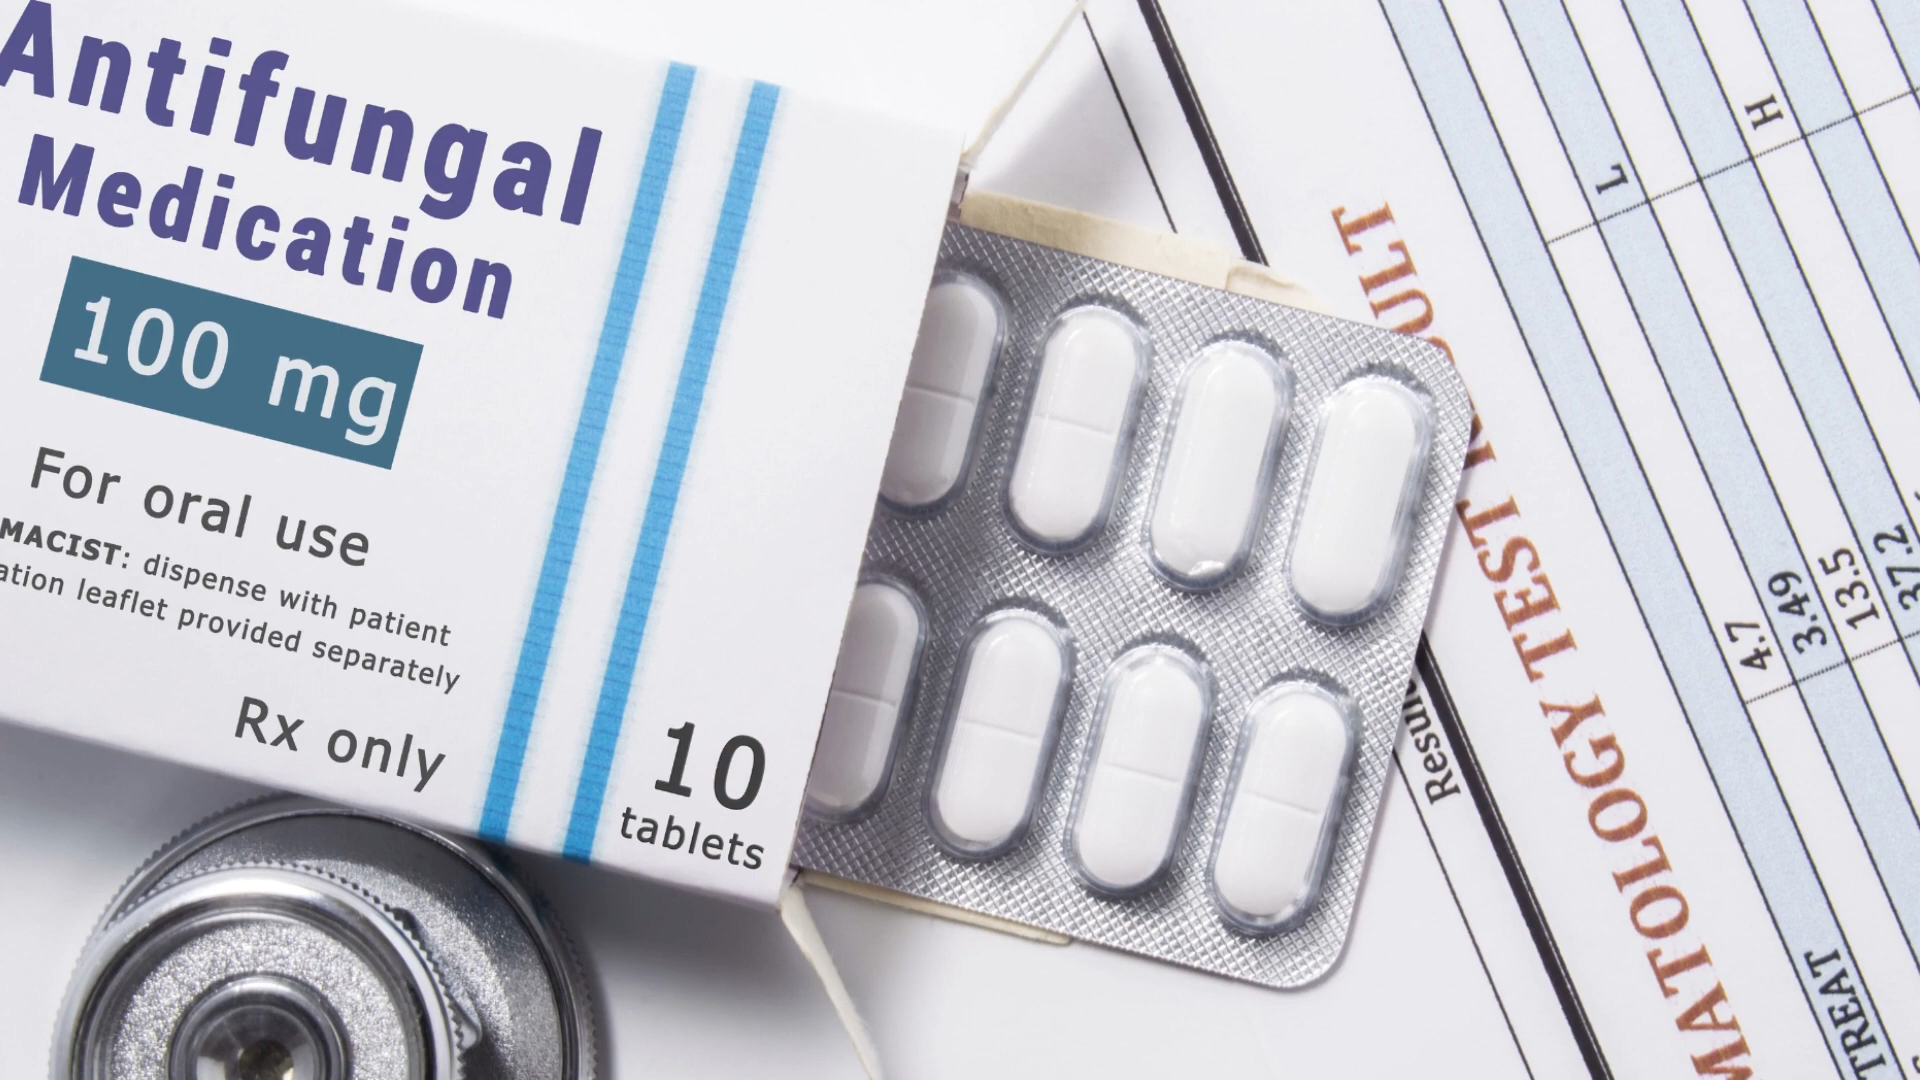 Antifungal
Medication
100 mg
For oral use
MACIST: dispense with patient
ation leaflet provided separately
Rx only
10
tablets
H
L
4.7
3.49
13.5
37.2
MATOLOGY TEST RESULT
TREAT